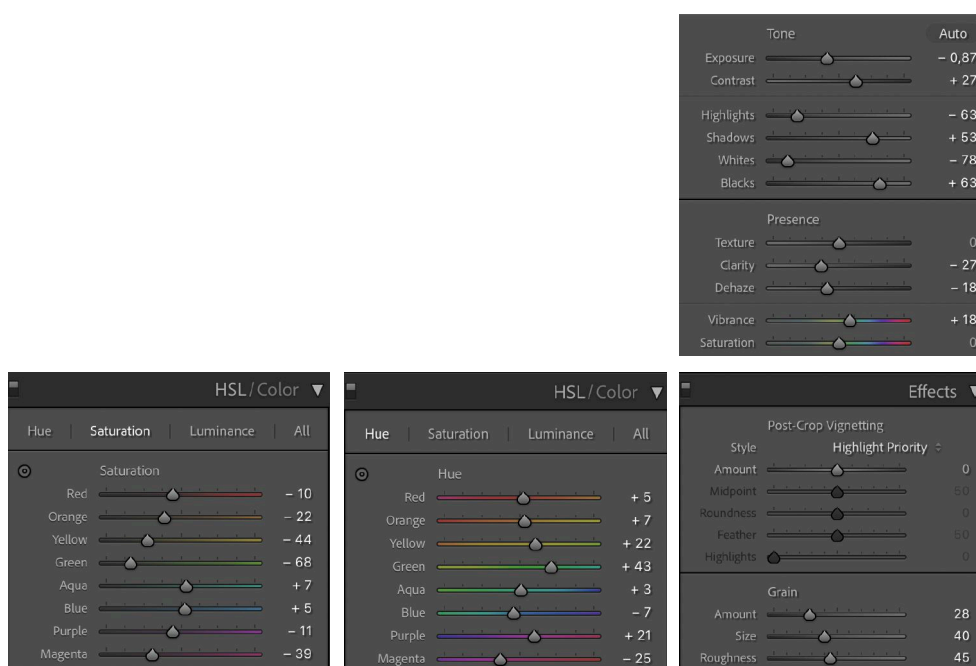 Tone Auto
Exposure – 0,87
Contrast + 27
Highlights – 63
Shadows + 53
Whites – 78
Blacks + 63
Presence
Texture 0
Clarity – 27
Dehaze – 18
Vibrance + 18
Saturation 0
HSL / Color ▼
Hue | Saturation | Luminance | All
Saturation
Red – 10
Orange – 22
Yellow – 44
Green – 68
Aqua + 7
Blue + 5
Purple – 11
Magenta – 39
HSL / Color ▼
Hue | Saturation | Luminance | All
Hue
Red + 5
Orange + 7
Yellow + 22
Green + 43
Aqua + 3
Blue – 7
Purple + 21
Magenta – 25
Effects ▼
Post-Crop Vignetting
Style Highlight Priority
Amount 0
Midpoint 50
Roundness 0
Feather 50
Highlights 0
Grain
Amount 28
Size 40
Roughness 45